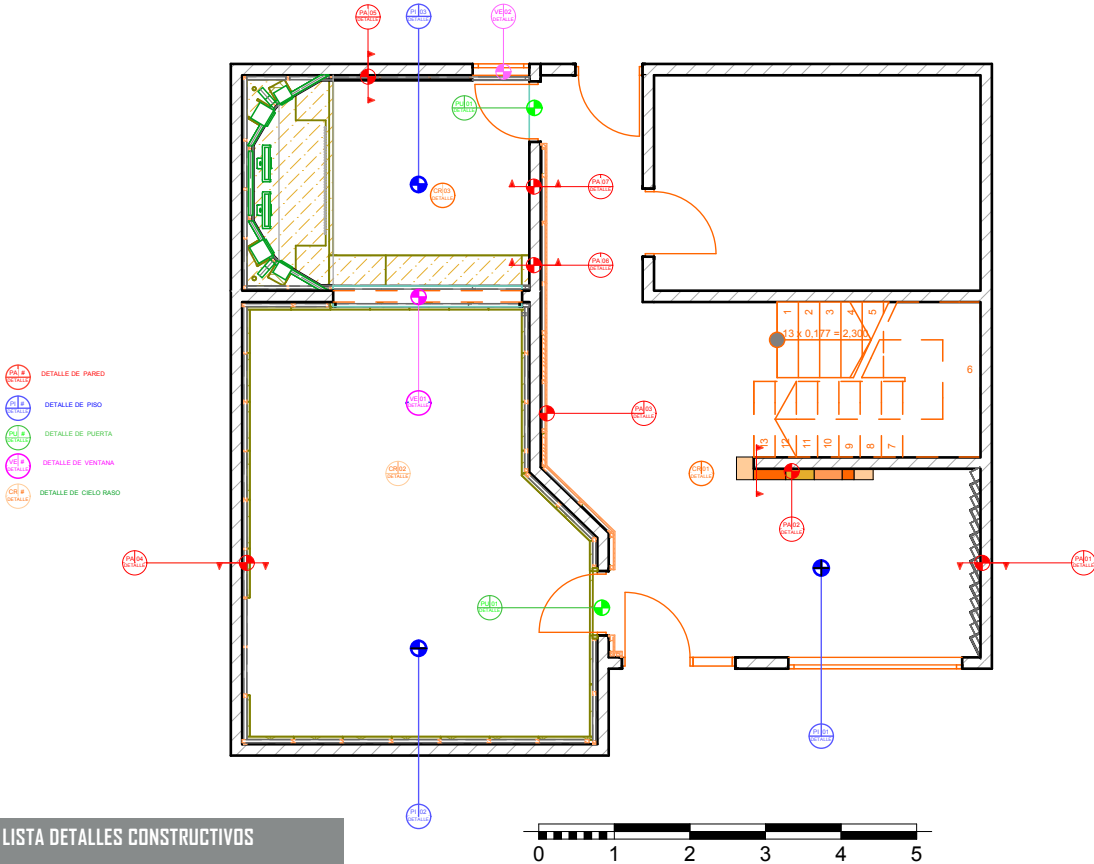 PA 05
DETALLE
PI 03
DETALLE
VE 02
DETALLE
PU 01
DETALLE
PA 07
DETALLE
CR 03
DETALLE
PA 06
DETALLE
1
2
3
4
5
13 x 0,177 = 2,300
6
13
12
11
10
9
8
7
PA #
DETALLE
DETALLE DE PARED
PI #
DETALLE
DETALLE DE PISO
PU #
DETALLE
DETALLE DE PUERTA
VE #
DETALLE
DETALLE DE VENTANA
CR #
DETALLE
DETALLE DE CIELO RASO
VE 01
DETALLE
PA 03
DETALLE
CR 02
DETALLE
CR 01
DETALLE
PA 02
DETALLE
PA 04
DETALLE
PA 01
DETALLE
PU 01
DETALLE
PI 01
DETALLE
PI 02
DETALLE
LISTA DETALLES CONSTRUCTIVOS
0 1 2 3 4 5